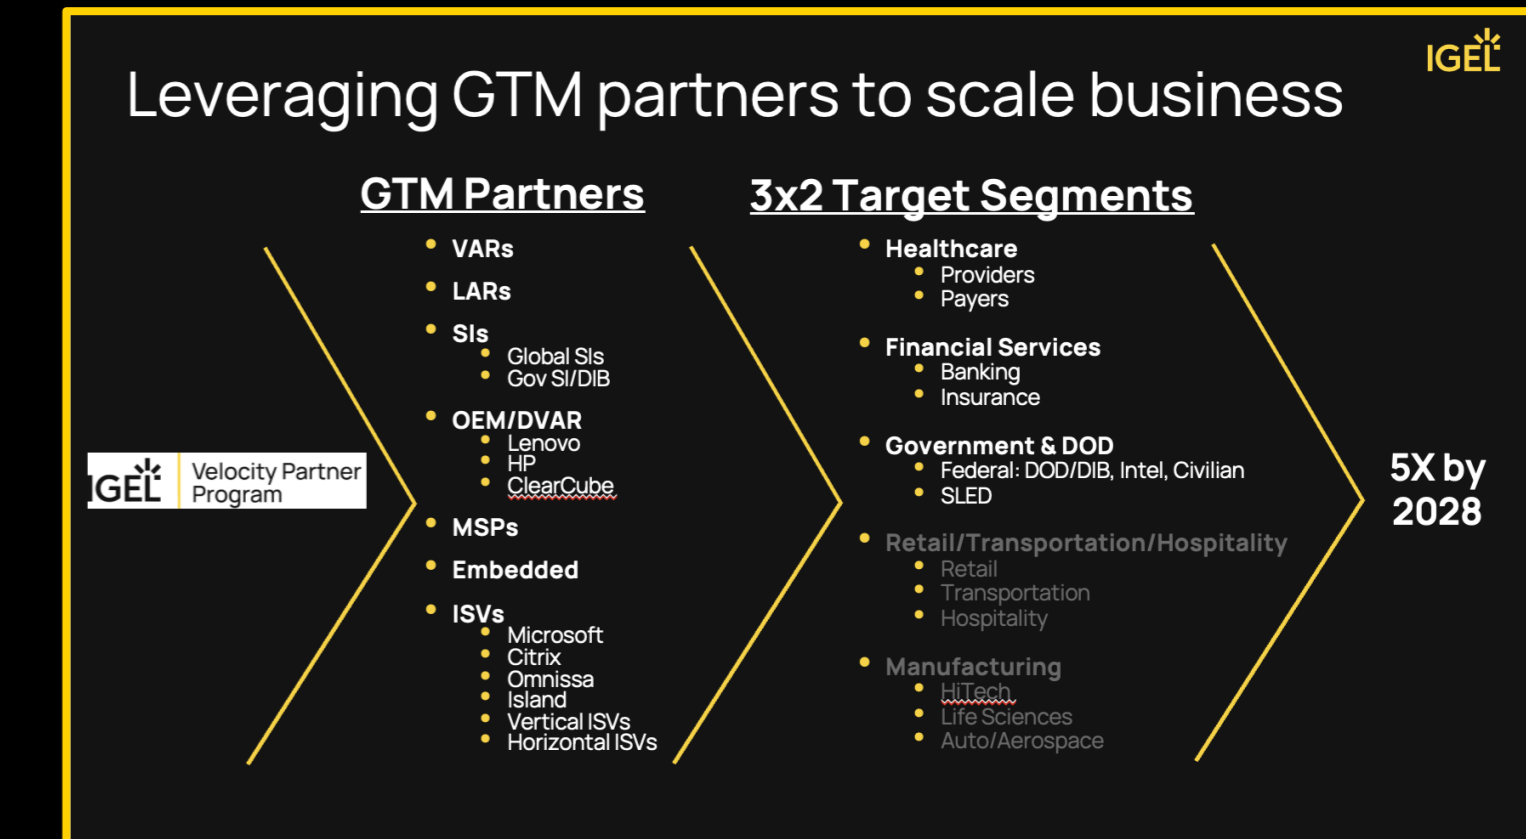 IGEL
Leveraging GTM partners to scale business
GTM Partners
• VARs
• LARs
• SIs
• Global SIs
• Gov SI/DIB
• OEM/DVAR
• Lenovo
• HP
• ClearCube
• MSPs
• Embedded
• ISVs
• Microsoft
• Citrix
• Omnissa
• Island
• Vertical ISVs
• Horizontal ISVs
3x2 Target Segments
• Healthcare
• Providers
• Payers
• Financial Services
• Banking
• Insurance
• Government & DOD
• Federal: DOD/DIB, Intel, Civilian
• SLED
• Retail/Transportation/Hospitality
• Retail
• Transportation
• Hospitality
• Manufacturing
• HiTech
• Life Sciences
• Auto/Aerospace
IGEL
Velocity Partner
Program
5X by
2028